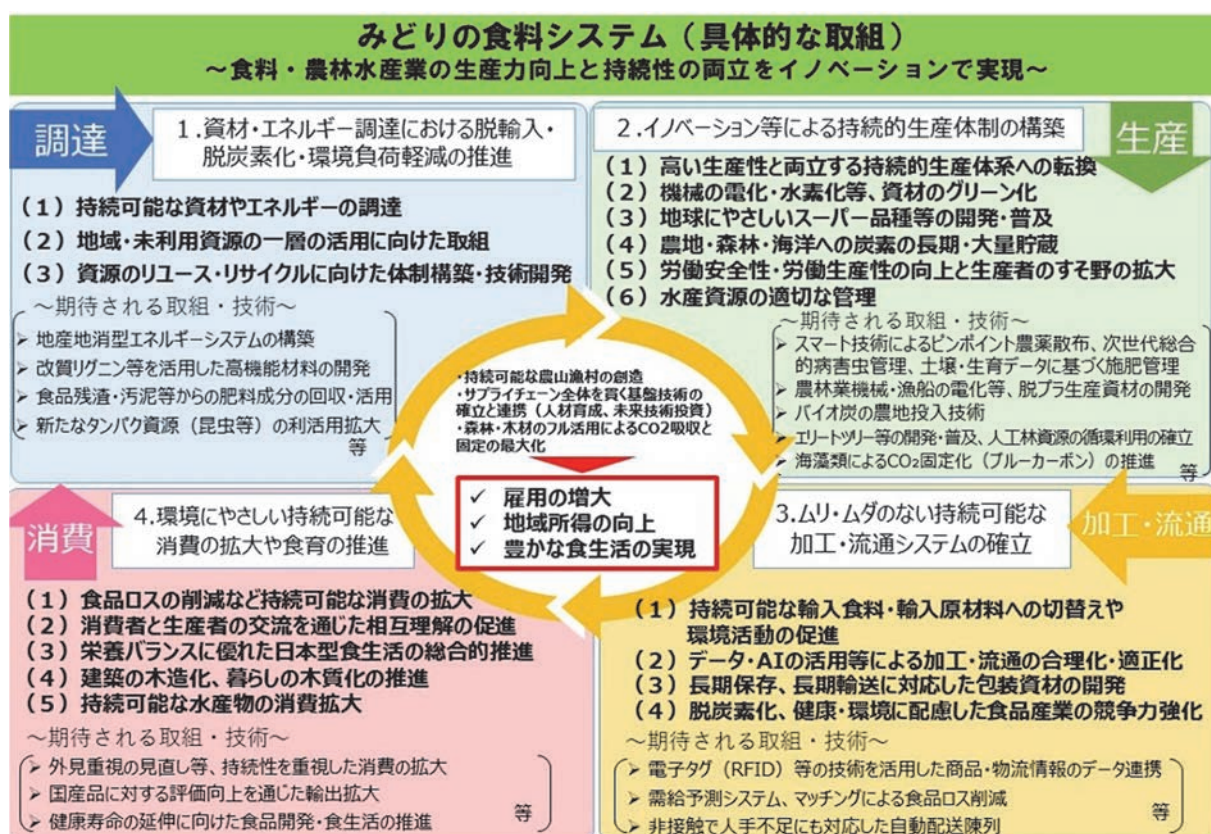 みどりの食料システム（具体的な取組）
～食料・農林水産業の生産力向上と持続性の両立をイノベーションで実現～
調達
1.資材・エネルギー調達における脱輸入・
脱炭素化・環境負荷軽減の推進
（1）持続可能な資材やエネルギーの調達
（2）地域・未利用資源の一層の活用に向けた取組
（3）資源のリユース・リサイクルに向けた体制構築・技術開発
～期待される取組・技術～
➢ 地産地消型エネルギーシステムの構築
➢ 改質リグニン等を活用した高機能材料の開発
➢ 食品残渣・汚泥等からの肥料成分の回収・活用
➢ 新たなタンパク資源（昆虫等）の利活用拡大
等
2.イノベーション等による持続的生産体制の構築
生産
（1）高い生産性と両立する持続的生産体系への転換
（2）機械の電化・水素化等、資材のグリーン化
（3）地球にやさしいスーパー品種等の開発・普及
（4）農地・森林・海洋への炭素の長期・大量貯蔵
（5）労働安全性・労働生産性の向上と生産者のすそ野の拡大
（6）水産資源の適切な管理
～期待される取組・技術～
➢ スマート技術によるピンポイント農薬散布、次世代総合
的病害虫管理、土壌・生育データに基づく施肥管理
➢ 農林業機械・漁船の電化等、脱プラ生産資材の開発
➢ バイオ炭の農地投入技術
➢ エリートツリー等の開発・普及、人工林資源の循環利用の確立
➢ 海藻類によるCO₂固定化（ブルーカーボン）の推進
等
・持続可能な農山漁村の創造
・サプライチェーン全体を貫く基盤技術の
確立と連携（人材育成、未来技術投資）
・森林・木材のフル活用によるCO2吸収と
固定の最大化
✓ 雇用の増大
✓ 地域所得の向上
✓ 豊かな食生活の実現
消費
4.環境にやさしい持続可能な
消費の拡大や食育の推進
（1）食品ロスの削減など持続可能な消費の拡大
（2）消費者と生産者の交流を通じた相互理解の促進
（3）栄養バランスに優れた日本型食生活の総合的推進
（4）建築の木造化、暮らしの木質化の推進
（5）持続可能な水産物の消費拡大
～期待される取組・技術～
➢ 外見重視の見直し等、持続性を重視した消費の拡大
➢ 国産品に対する評価向上を通じた輸出拡大
➢ 健康寿命の延伸に向けた食品開発・食生活の推進
等
3.ムリ・ムダのない持続可能な
加工・流通システムの確立
加工・流通
（1）持続可能な輸入食料・輸入原材料への切替えや
環境活動の促進
（2）データ・AIの活用等による加工・流通の合理化・適正化
（3）長期保存、長期輸送に対応した包装資材の開発
（4）脱炭素化、健康・環境に配慮した食品産業の競争力強化
～期待される取組・技術～
➢ 電子タグ（RFID）等の技術を活用した商品・物流情報のデータ連携
➢ 需給予測システム、マッチングによる食品ロス削減
➢ 非接触で人手不足にも対応した自動配送陳列
等